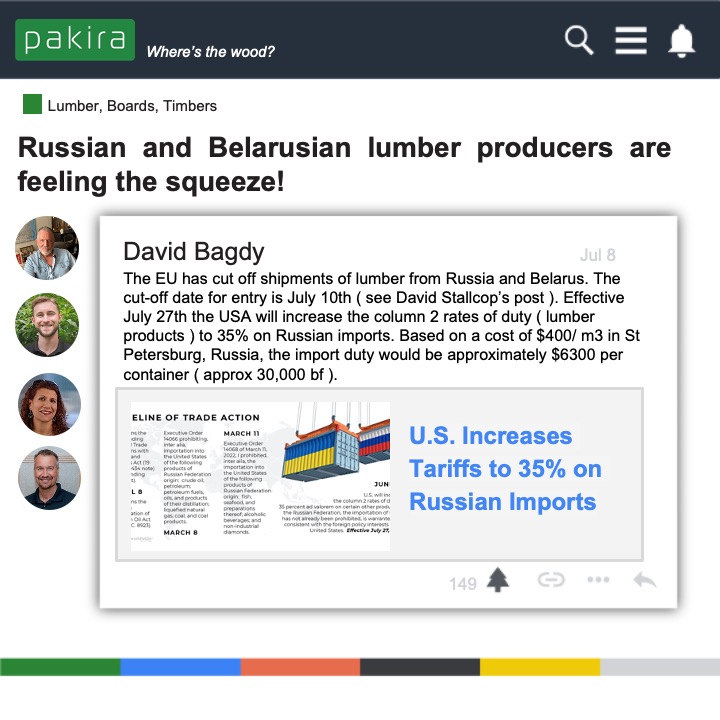 pakira
Where's the wood?
Lumber, Boards, Timbers
Russian and Belarusian lumber producers are
feeling the squeeze!
David Bagdy
Jul 8
The EU has cut off shipments of lumber from Russia and Belarus. The
cut-off date for entry is July 10th ( see David Stallcop's post ). Effective
July 27th the USA will increase the column 2 rates of duty ( lumber
products ) to 35% on Russian imports. Based on a cost of $400/ m3 in St
Petersburg, Russia, the import duty would be approximately $6300 per
container ( approx 30,000 bf ).
ELINE OF TRADE ACTION
Executive Order
14066 prohibiting,
inter alia,
importation into
the United States
of the following
products of
Russian Federation
origin: crude oil,
petroleum;
petroleum fuels,
oils, and products
of their distillation;
liquefied natural
gas; coal; and coal
products.
MARCH 8
MARCH 11
Executive Order
14068 of March 11,
2022, ) prohibited,
inter alia, the
importation into
the United States
of the following
products of
Russian Federation
origin: fish,
seafood, and
preparations
thereof; alcoholic
beverages; and
non-industrial
diamonds.
JUN
U.S. will inc
the column 2 rates of d
35 percent ad valorem on certain other produ
the Russian Federation, the importation of
has not already been prohibited, is warrante
consistent with the foreign policy interests
United States. Effective July 27,
U.S. Increases
Tariffs to 35% on
Russian Imports
149